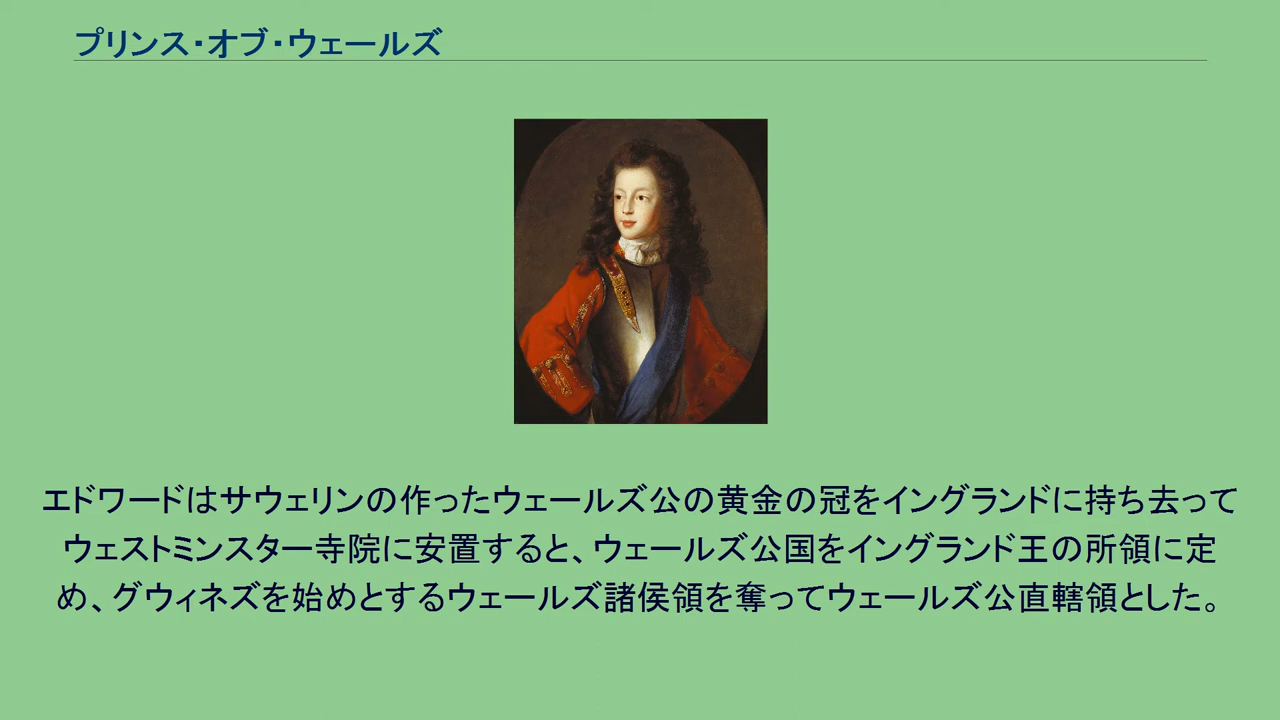 プリンス・オブ・ウェールズ
エドワードはサウェリンの作ったウェールズ公の黄金の冠をイングランドに持ち去って
ウェストミンスター寺院に安置すると、ウェールズ公国をイングランド王の所領に定
め、グウィネズを始めとするウェールズ諸侯領を奪ってウェールズ公直轄領とした。